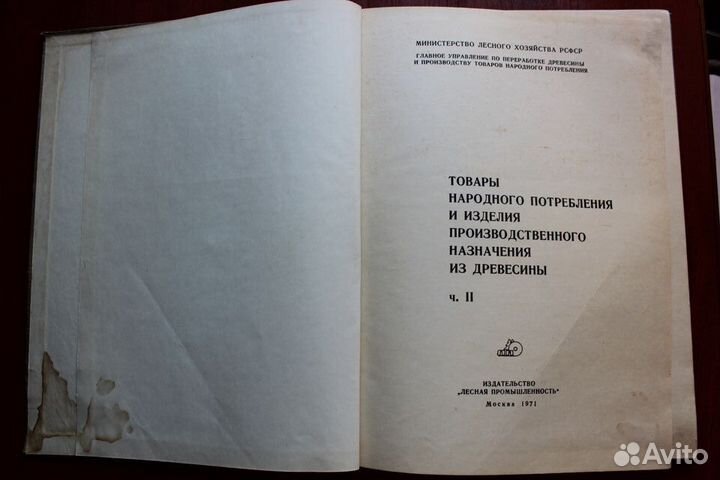 МИНИСТЕРСТВО ЛЕСНОГО ХОЗЯЙСТВА РСФСР
ГЛАВНОЕ УПРАВЛЕНИЕ ПО ПЕРЕРАБОТКЕ ДРЕВЕСИНЫ
И ПРОИЗВОДСТВУ ТОВАРОВ НАРОДНОГО ПОТРЕБЛЕНИЯ
ТОВАРЫ
НАРОДНОГО ПОТРЕБЛЕНИЯ
И ИЗДЕЛИЯ
ПРОИЗВОДСТВЕННОГО
НАЗНАЧЕНИЯ
ИЗ ДРЕВЕСИНЫ
ч. II
ИЗДАТЕЛЬСТВО
„ЛЕСНАЯ ПРОМЫШЛЕННОСТЬ"
Москва 1971
Avito